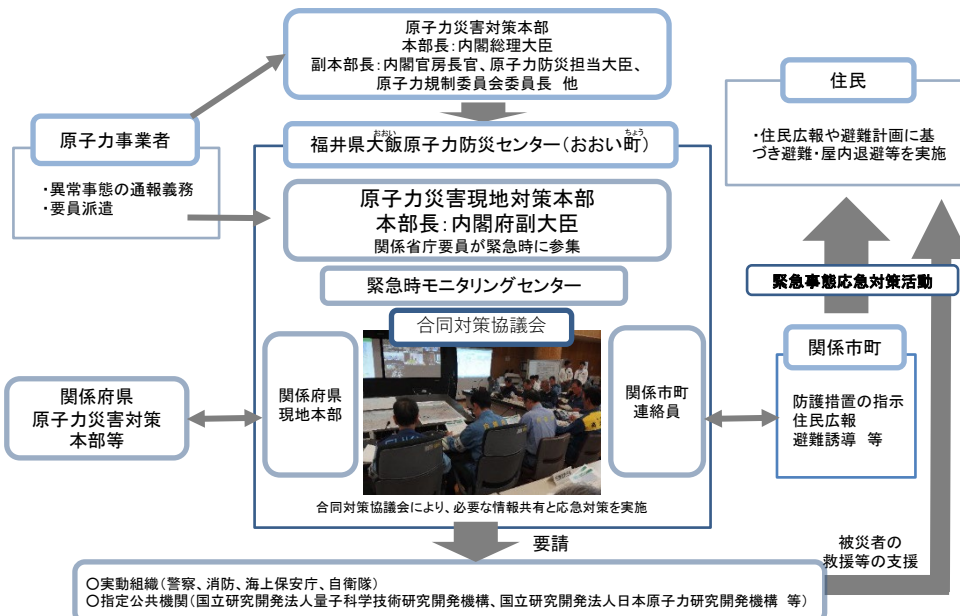 原子力災害対策本部
本部長：内閣総理大臣
副本部長：内閣官房長官、原子力防災担当大臣、
原子力規制委員会委員長 他
原子力事業者
・異常事態の通報義務
・要員派遣
おおい ちょう
福井県大飯原子力防災センター（おおい町）
原子力災害現地対策本部
本部長：内閣府副大臣
関係省庁要員が緊急時に参集
緊急時モニタリングセンター
合同対策協議会
関係府県
現地本部
関係市町
連絡員
合同対策協議会により、必要な情報共有と応急対策を実施
関係府県
原子力災害対策
本部等
住民
・住民広報や避難計画に基
づき避難・屋内退避等を実施
緊急事態応急対策活動
関係市町
防護措置の指示
住民広報
避難誘導 等
要請
被災者の
救援等の支援
○実動組織（警察、消防、海上保安庁、自衛隊）
○指定公共機関（国立研究開発法人量子科学技術研究開発機構、国立研究開発法人日本原子力研究開発機構 等）